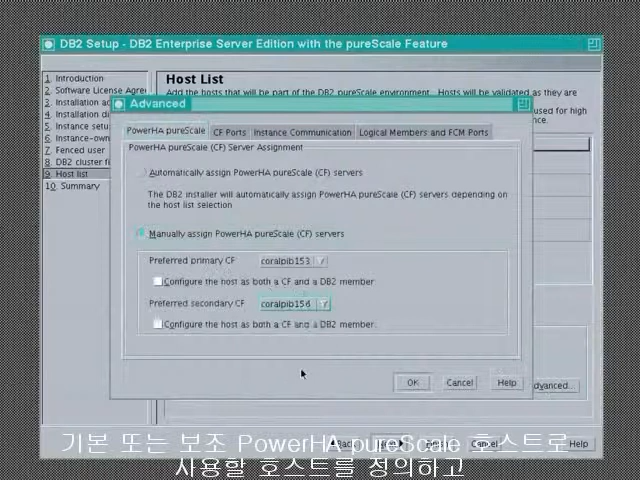 DB2 Setup - DB2 Enterprise Server Edition with the pureScale Feature
1. Introduction
2. Software License Agre
3. Installation
4. Installation
5. Instance setu
6. Instance-own
7. Fenced user
8. DB2 cluster fi
9. Host list
10. Summary
Host List
Add the hosts that will be part of the DB2 pureScale environment. Hosts will be validated as they are
used for high
Advanced
PowerHA pureScale
CF Ports
Instance Communication
Logical Members and FCM Ports
PowerHA pureScale (CF) Server Assignment
Automatically assign PowerHA pureScale (CF) servers
The DB2 installer will automatically assign PowerHA pureScale (CF) servers depending on
the host list selection
Manually assign PowerHA pureScale (CF) servers
Preferred primary CF coralpib153
Configure the host as both a CF and a DB2 member
Preferred secondary CF coralpib156
Configure the host as both a CF and a DB2 member.
OK Cancel Help
dvanced...
Back Cancel Help
기본 또는 보조 PowerHA pureScale 호스트로
사용할 호스트를 정의하고